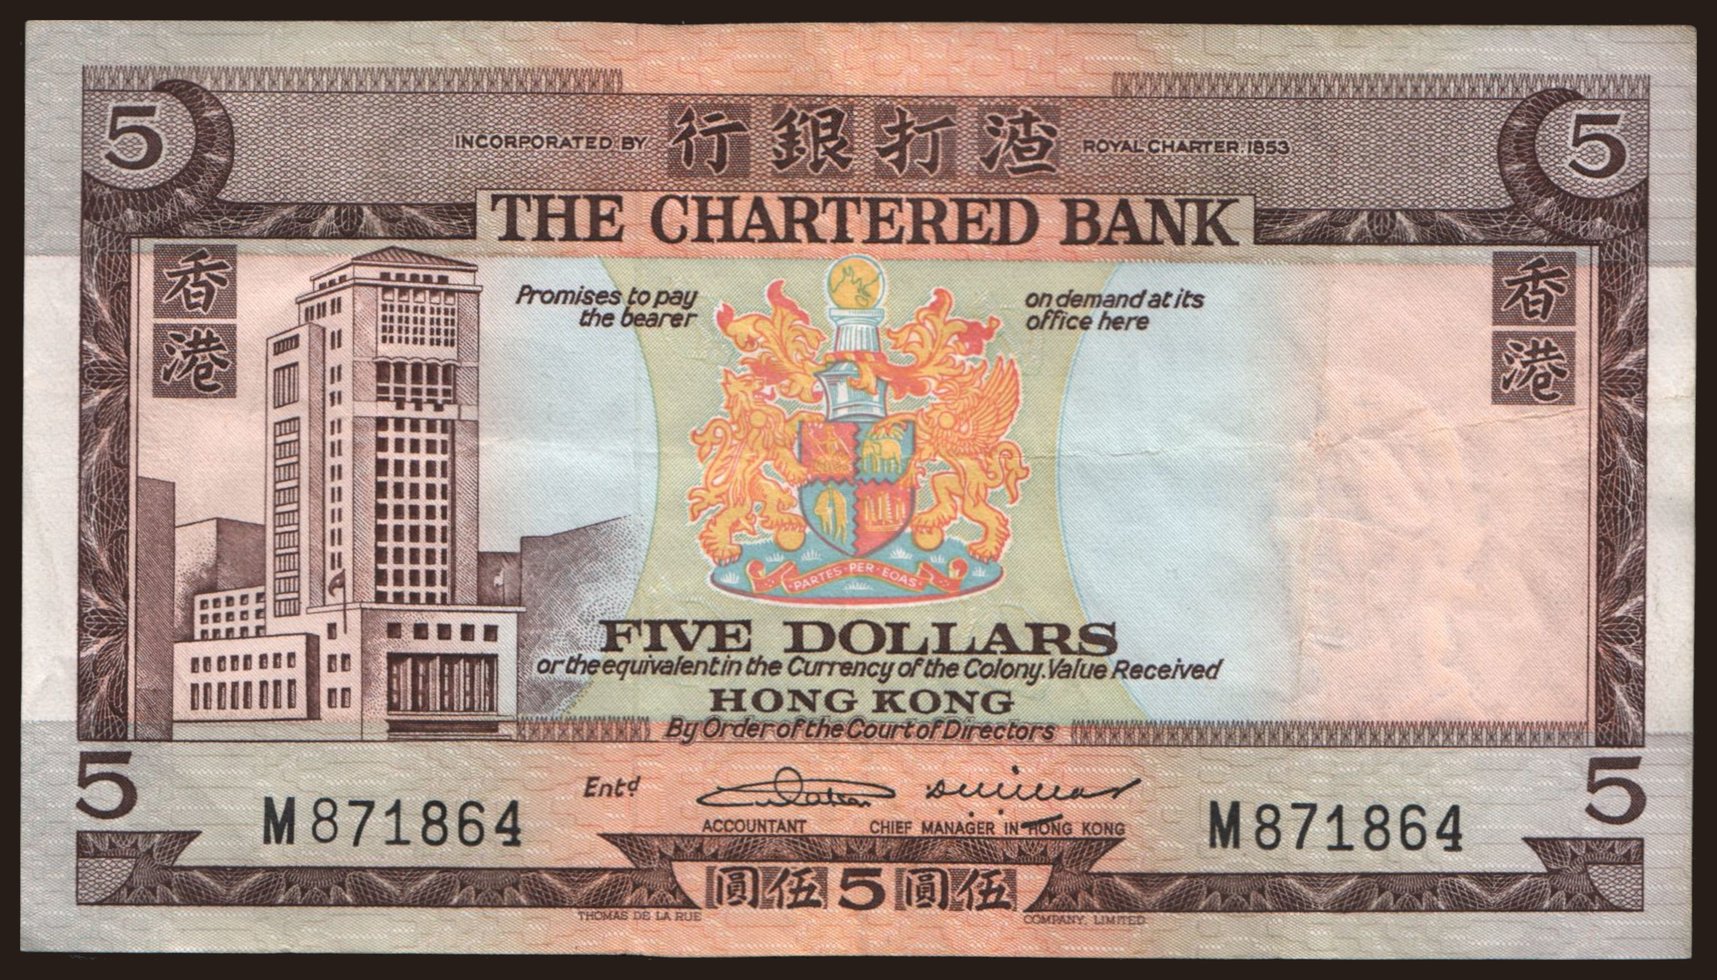 5
5
INCORPORATED BY 行銀打渣 ROYAL CHARTER. 1853
THE CHARTERED BANK
香港
香港
Promises to pay
the bearer
on demand at its
office here
PARTES·PER·EOAS
FIVE DOLLARS
or the equivalent in the Currency of the Colony. Value Received
HONG KONG
By Order of the Court of Directors
5
5
Entd
ACCOUNTANT
CHIEF MANAGER IN HONG KONG
M871864
M871864
圓伍 5 圓伍
THOMAS DE LA RUE
COMPANY, LIMITED